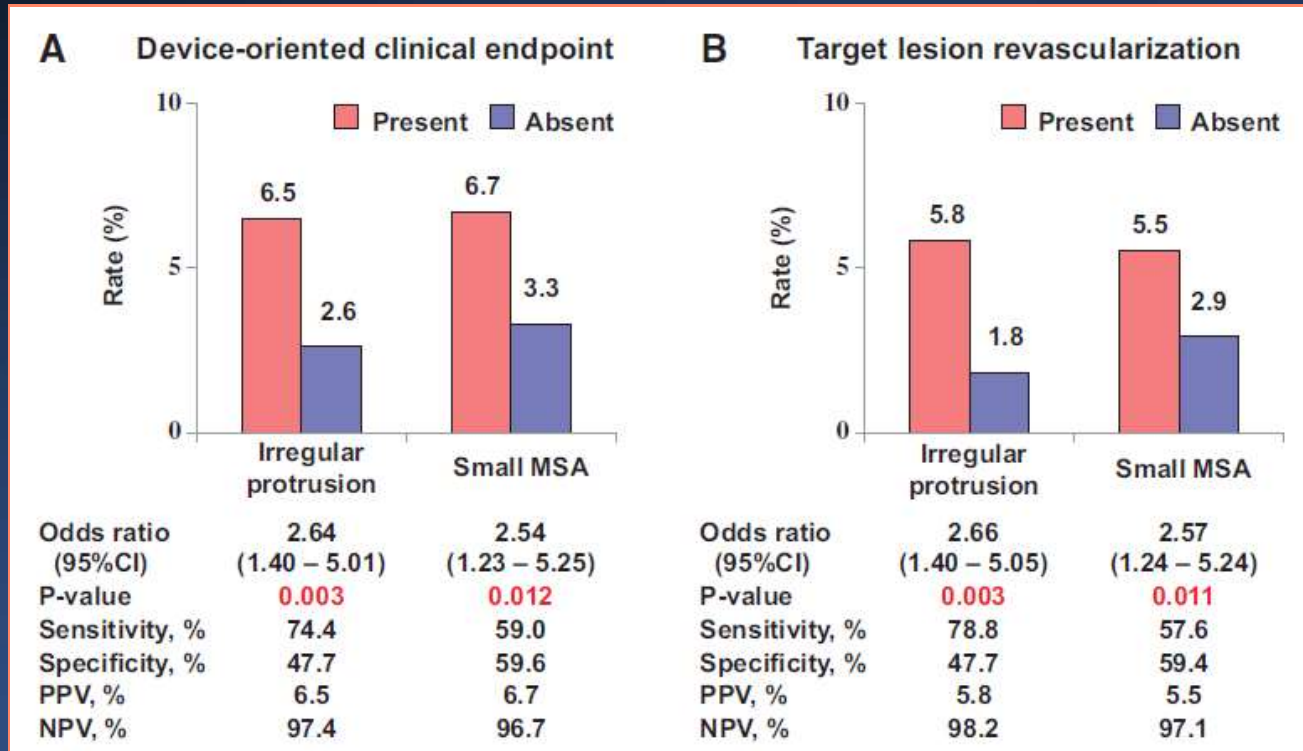 A Device-oriented clinical endpoint
10
Present Absent
6.5
6.7
Rate (%)
5
2.6
3.3
0
Irregular
protrusion
Small MSA
Odds ratio 2.64 2.54
(95%CI) (1.40 – 5.01) (1.23 – 5.25)
P-value 0.003 0.012
Sensitivity, % 74.4 59.0
Specificity, % 47.7 59.6
PPV, % 6.5 6.7
NPV, % 97.4 96.7
B Target lesion revascularization
10
Present Absent
5.8
5.5
Rate (%)
5
1.8
2.9
0
Irregular
protrusion
Small MSA
Odds ratio 2.66 2.57
(95%CI) (1.40 – 5.05) (1.24 – 5.24)
P-value 0.003 0.011
Sensitivity, % 78.8 57.6
Specificity, % 47.7 59.4
PPV, % 5.8 5.5
NPV, % 98.2 97.1